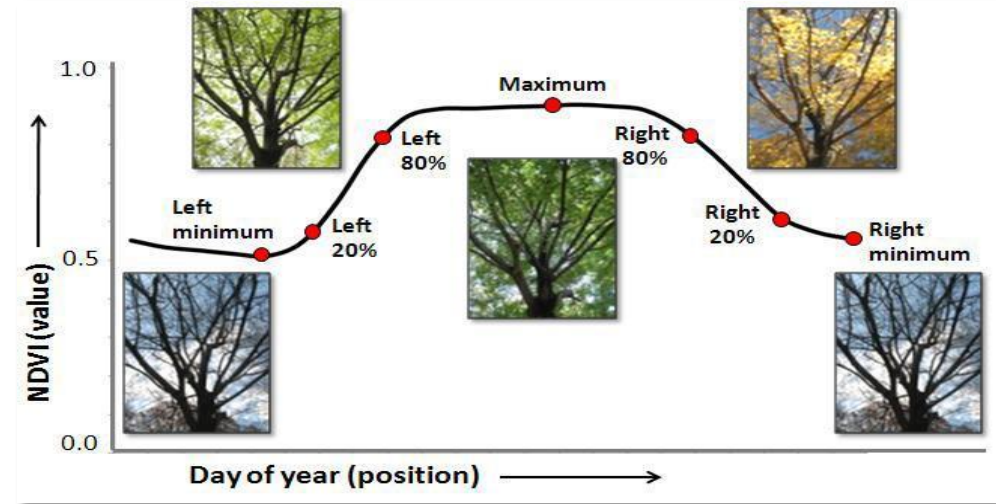 1.0
Maximum
Left
80%
Right
80%
Left
minimum
Left
20%
Right
20%
Right
minimum
0.5
NDVI (value)
0.0
Day of year (position)